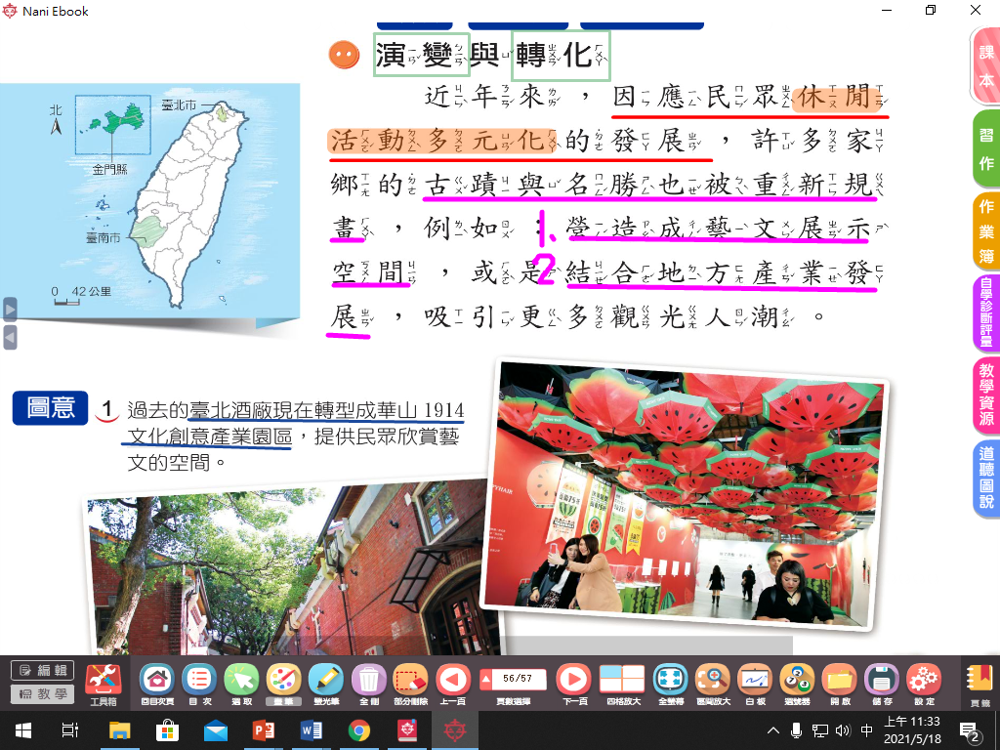 Nani Ebook
演變與轉化
近年來，因應民眾休閒
活動多元化的發展，許多家
鄉的古蹟與名勝也被重新規
畫，例如：營造成藝文展示
空間，或是結合地方產業發
展，吸引更多觀光人潮。
1、
2
北
臺北市
金門縣
臺南市
0 42 公里
圖意
1 過去的臺北酒廠現在轉型成華山 1914
文化創意產業園區，提供民眾欣賞藝
文的空間。
課本
習作
作業簿
自學診斷評量
教學資源
道聽圖說
編輯
教學
工具箱
回目次頁
目次
選取
畫筆
螢光筆
全刪
部分刪除
上一頁
56/57
頁數選擇
下一頁
四格放大
全螢幕
區間放大
白板
選號器
開啟
儲存
設定
頁籤
中
上午 11:33
2021/5/18
2